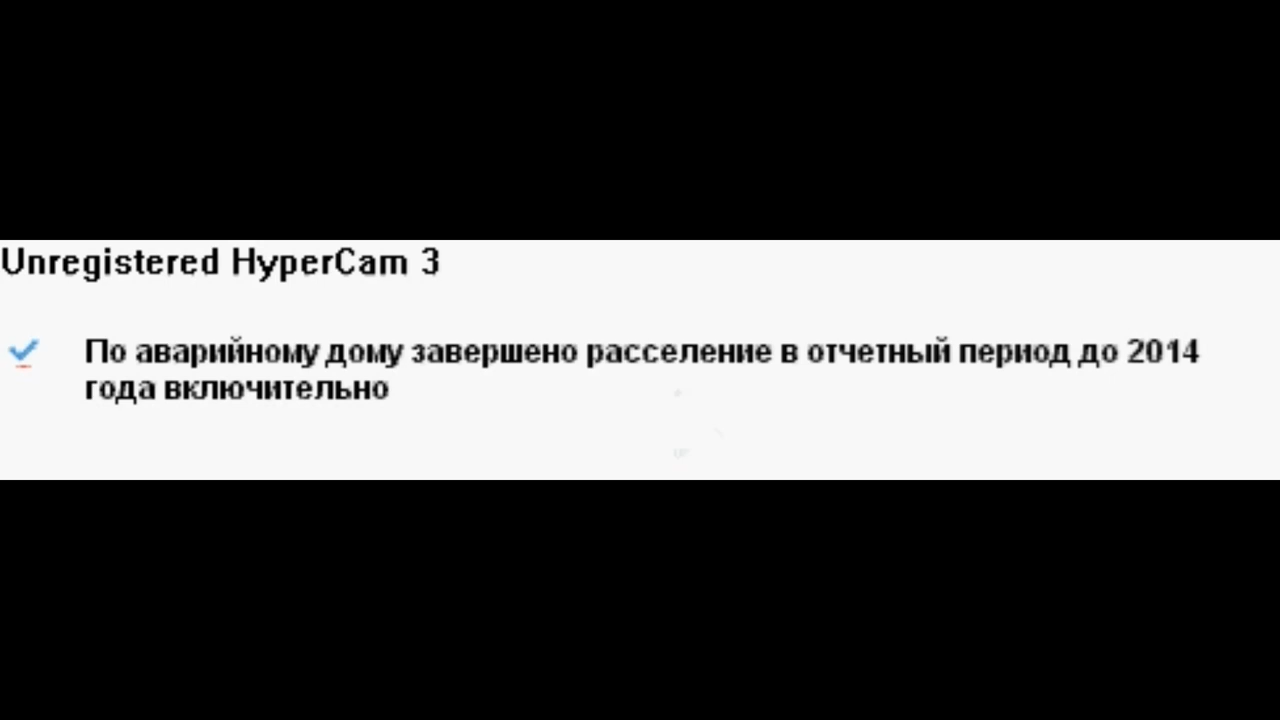 Unregistered HyperCam 3
По аварийному дому завершено расселение в отчетный период до 2014
года включительно